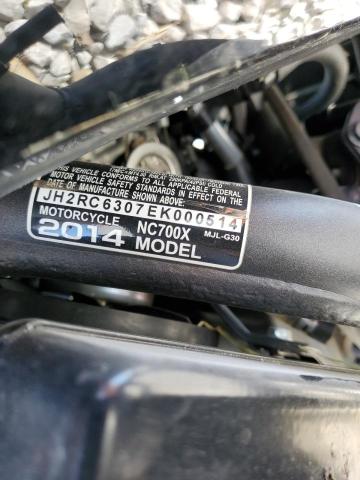 THIS VEHICLE CONFORMS TO ALL APPLICABLE FEDERAL
MOTOR VEHICLE SAFETY STANDARDS IN EFFECT ON THE
DATE OF MANUFACTURE SHOWN ABOVE.
JH2RC6307EK000514
MOTORCYCLE NC700X MJL-G30
2014 MODEL